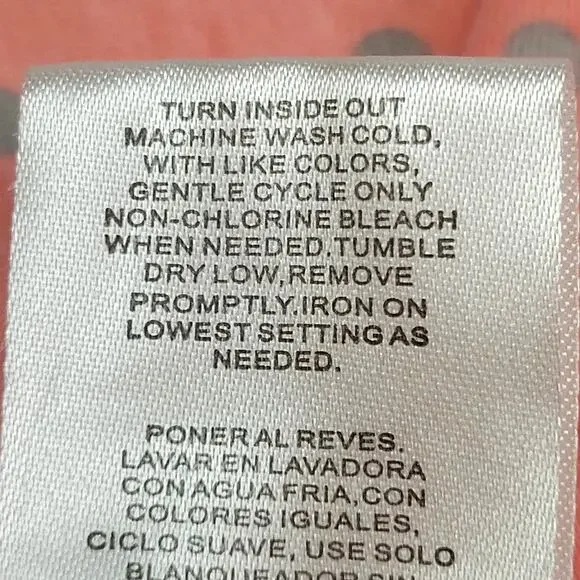 TURN INSIDE OUT
MACHINE WASH COLD,
WITH LIKE COLORS,
GENTLE CYCLE ONLY
NON-CHLORINE BLEACH
WHEN NEEDED.TUMBLE
DRY LOW,REMOVE
PROMPTLY.IRON ON
LOWEST SETTING AS
NEEDED.
PONER AL REVES.
LAVAR EN LAVADORA
CON AGUA FRIA,CON
COLORES IGUALES,
CICLO SUAVE, USE SOLO
BLANQUEADOR SIN